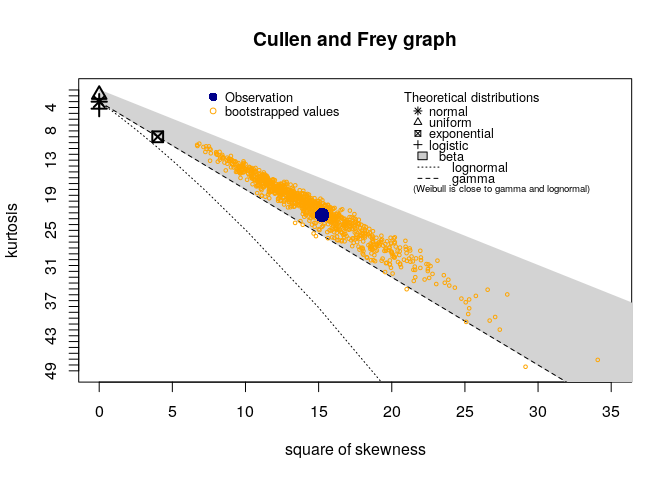 Cullen and Frey graph
Observation
bootstrapped values
Theoretical distributions
normal
uniform
exponential
logistic
beta
lognormal
gamma
(Weibull is close to gamma and lognormal)
kurtosis
4
8
13
19
25
31
37
43
49
0
5
10
15
20
25
30
35
square of skewness